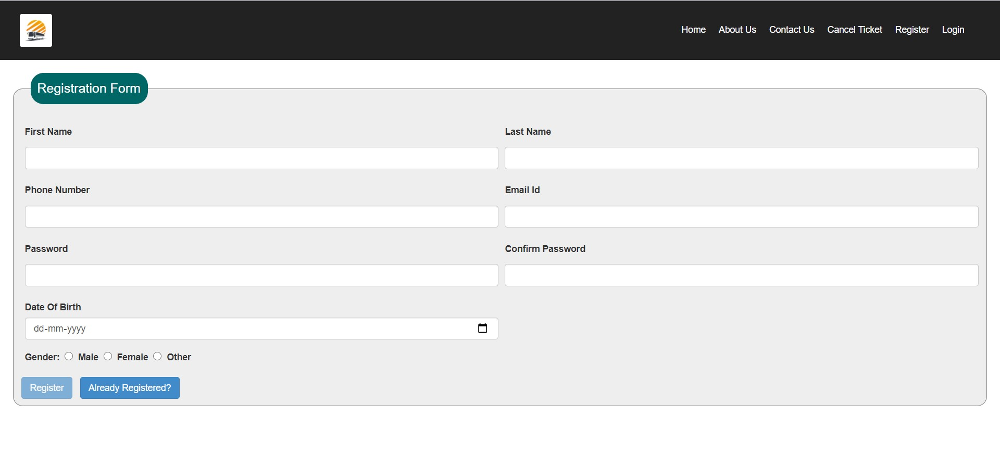 Home About Us Contact Us Cancel Ticket Register Login
Registration Form
First Name Last Name
Phone Number Email Id
Password Confirm Password
Date Of Birth
dd-mm-yyyy
Gender: Male Female Other
Register Already Registered?